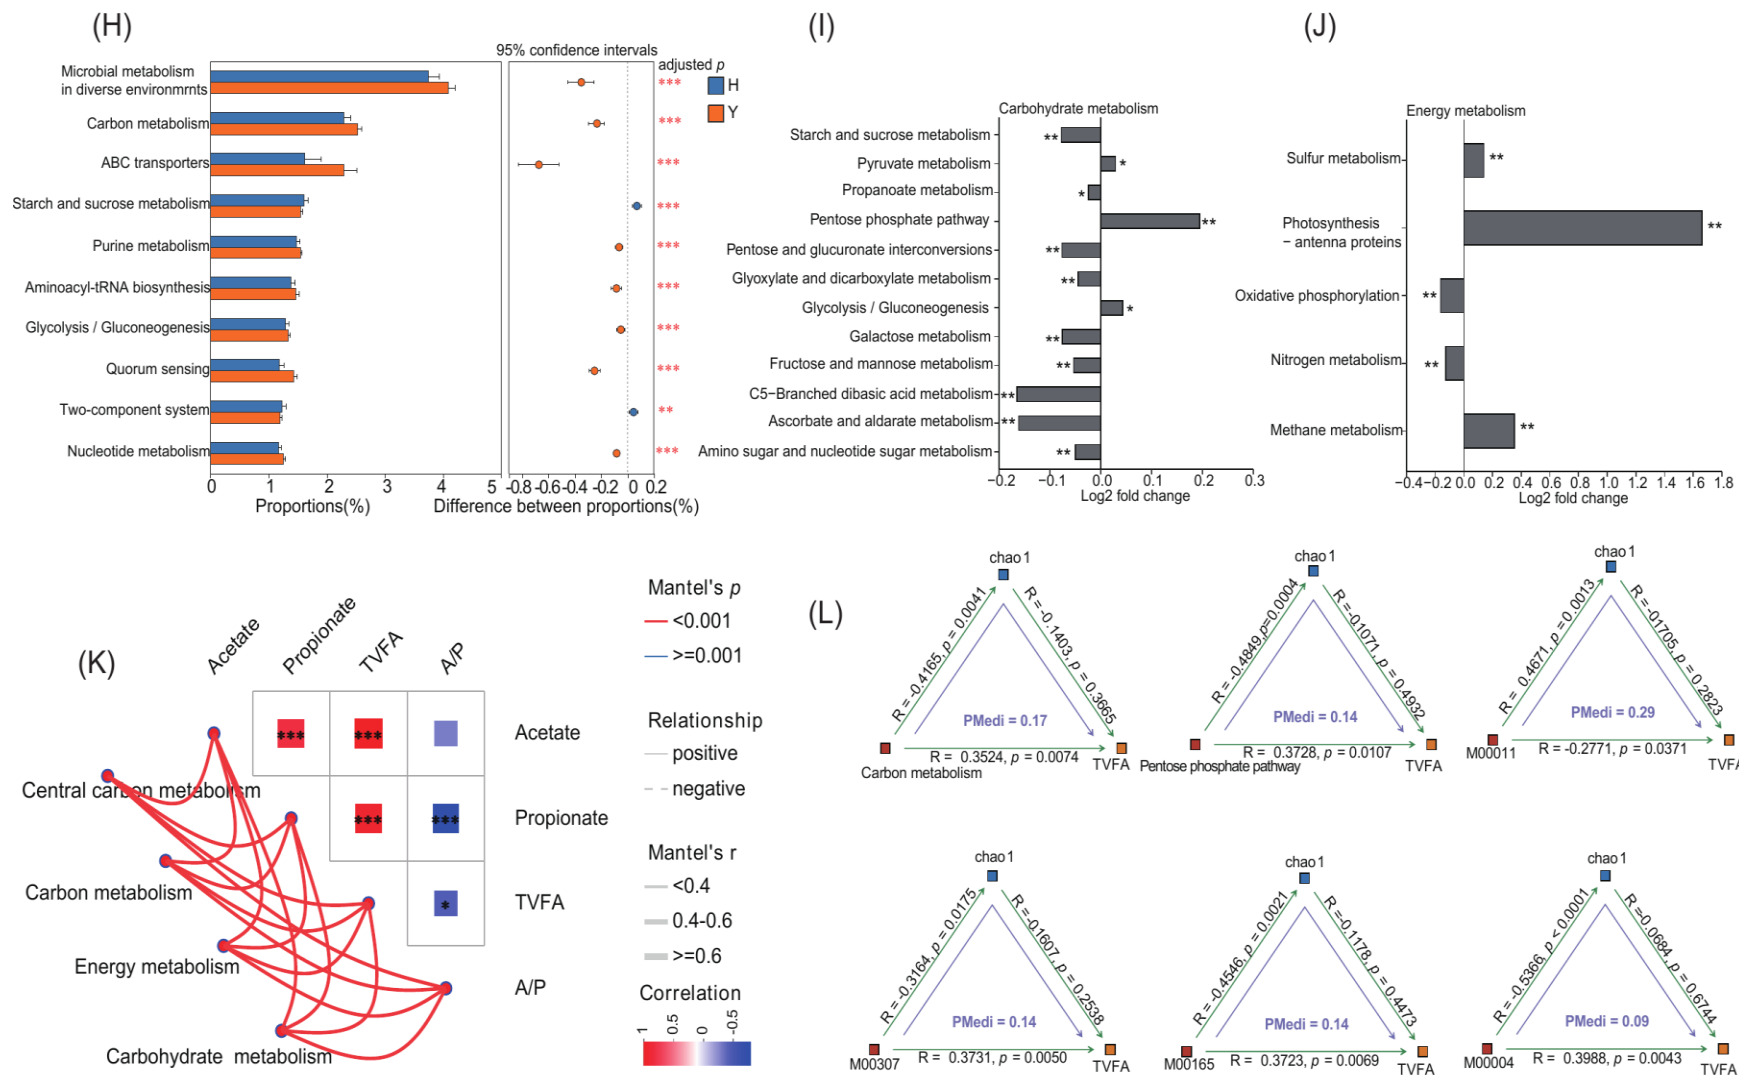 (H)
95% confidence intervals
adjusted p
H
Y
Microbial metabolism
in diverse environmrnts
***
Carbon metabolism
***
ABC transporters
***
Starch and sucrose metabolism
***
Purine metabolism
***
Aminoacyl-tRNA biosynthesis
***
Glycolysis / Gluconeogenesis
***
Quorum sensing
***
Two-component system
**
Nucleotide metabolism
***
0 1 2 3 4 5
-0.8 -0.6 -0.4 -0.2 0 0.2
Proportions(%)
Difference between proportions(%)
(I)
Carbohydrate metabolism
Starch and sucrose metabolism
**
Pyruvate metabolism
*
Propanoate metabolism
*
Pentose phosphate pathway
**
Pentose and glucuronate interconversions
**
Glyoxylate and dicarboxylate metabolism
**
Glycolysis / Gluconeogenesis
*
Galactose metabolism
**
Fructose and mannose metabolism
**
C5−Branched dibasic acid metabolism
**
Ascorbate and aldarate metabolism
**
Amino sugar and nucleotide sugar metabolism
**
−0.2 −0.1 0.0 0.1 0.2 0.3
Log2 fold change
(J)
Energy metabolism
Sulfur metabolism
**
Photosynthesis
− antenna proteins
**
Oxidative phosphorylation
**
Nitrogen metabolism
**
Methane metabolism
**
−0.4 −0.2 0.0 0.2 0.4 0.6 0.8 1.0 1.2 1.4 1.6 1.8
Log2 fold change
(K)
Acetate
Propionate
TVFA
A/P
*** ***
Acetate
*** ***
Propionate
*
TVFA
A/P
Central carbon metabolism
Carbon metabolism
Energy metabolism
Carbohydrate metabolism
Mantel's p
<0.001
>=0.001
Relationship
positive
negative
Mantel's r
<0.4
0.4-0.6
>=0.6
Correlation
1 0.5 0 -0.5
(L)
chao1
R = -0.4165, p = 0.0041
R = -0.1403, p = 0.3665
PMedi = 0.17
R = 0.3524, p = 0.0074
Carbon metabolism
TVFA
chao1
R = -0.4849,p=0.0004
R = -0.1071, p = 0.4932
PMedi = 0.14
R = 0.3728, p = 0.0107
Pentose phosphate pathway
TVFA
chao1
R = 0.4671, p = 0.0013
R = -01705, p = 0.2823
PMedi = 0.29
M00011
R = -0.2771, p = 0.0371
TVFA
chao1
R = -0.3164, p = 0.0175
R = -0.1607, p = 0.2538
PMedi = 0.14
M00307
R = 0.3731, p = 0.0050
TVFA
chao1
R = -0.4546, p = 0.0021
R = -0.1178, p = 0.4473
PMedi = 0.14
M00165
R = 0.3723, p = 0.0069
TVFA
chao1
R = -0.5366, p < 0.0001
R = -0.0684, p = 0.6744
PMedi = 0.09
M00004
R = 0.3988, p = 0.0043
TVFA